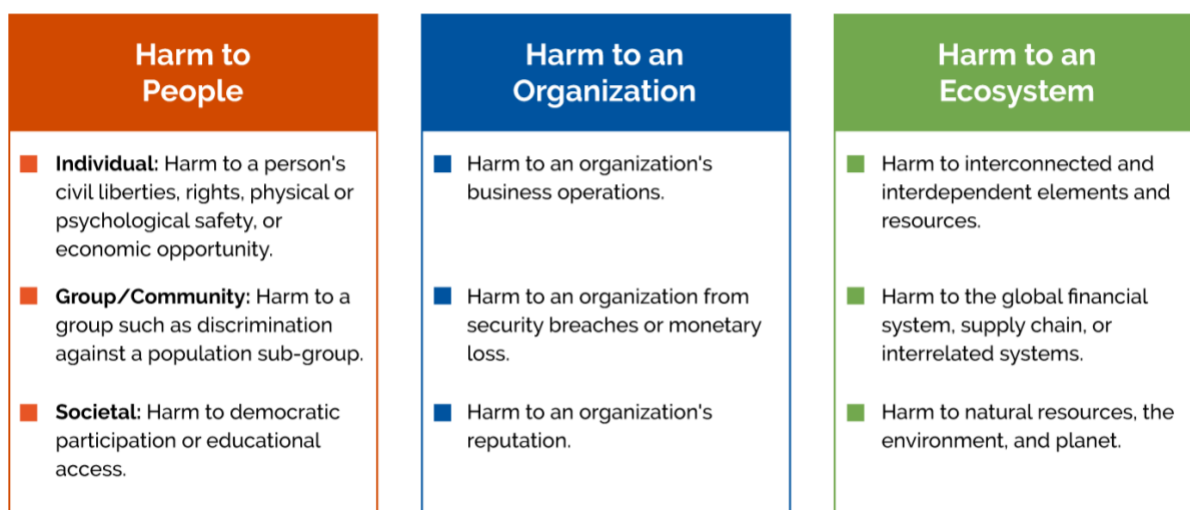 Harm to
People
Individual: Harm to a person's
civil liberties, rights, physical or
psychological safety, or
economic opportunity.
Group/Community: Harm to a
group such as discrimination
against a population sub-group.
Societal: Harm to democratic
participation or educational
access.
Harm to an
Organization
Harm to an organization's
business operations.
Harm to an organization from
security breaches or monetary
loss.
Harm to an organization's
reputation.
Harm to an
Ecosystem
Harm to interconnected and
interdependent elements and
resources.
Harm to the global financial
system, supply chain, or
interrelated systems.
Harm to natural resources, the
environment, and planet.